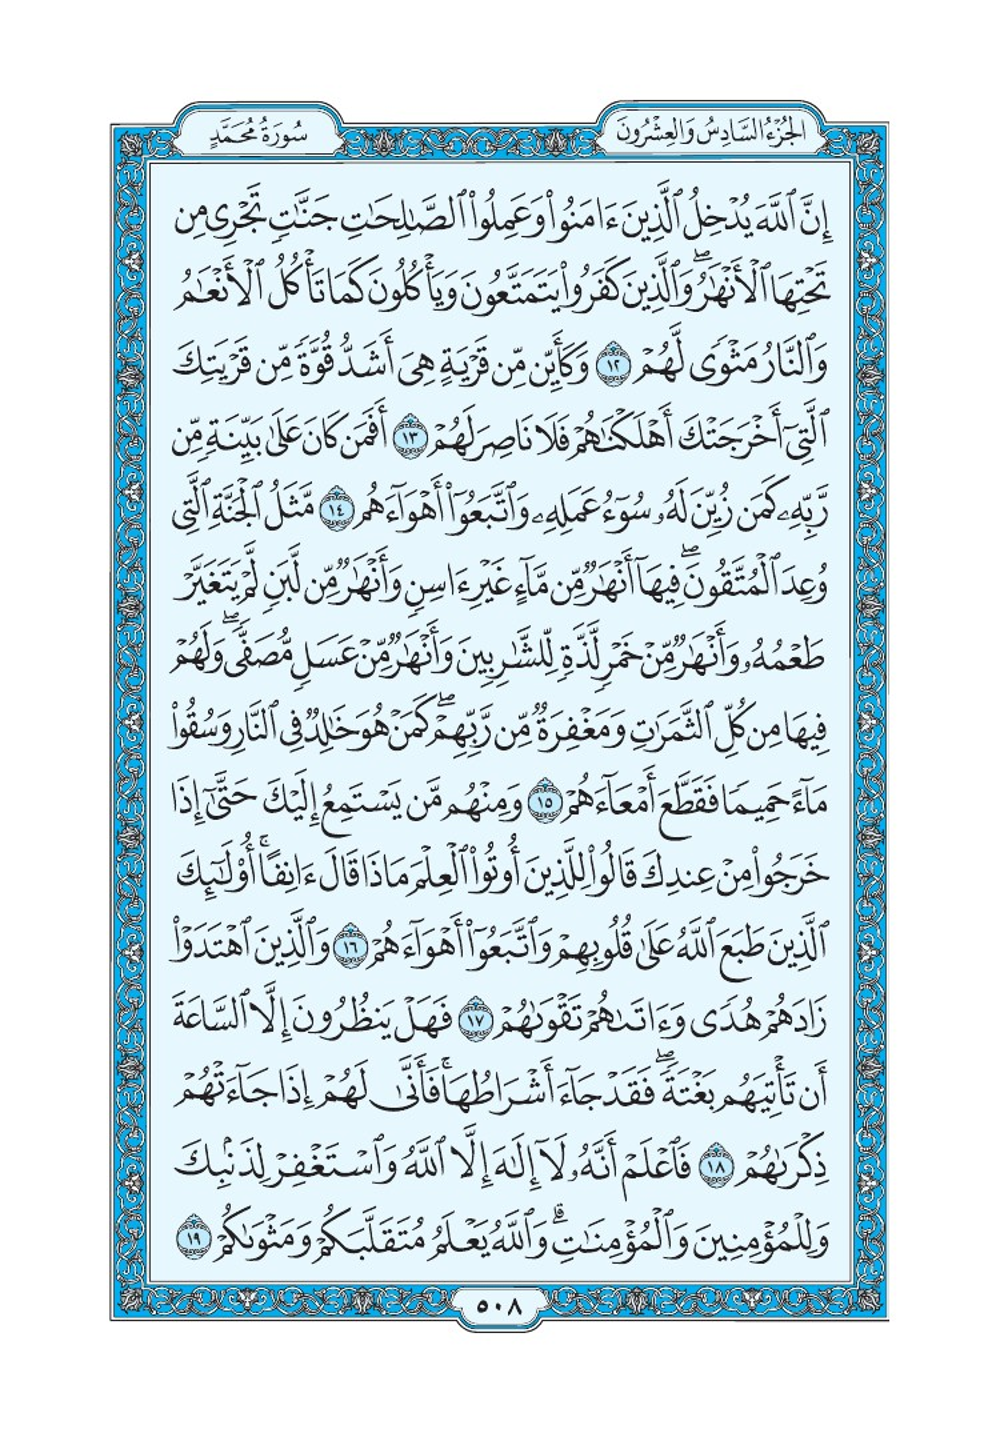 الجُزْءُ السَّادِسُ وَالعِشْرُونَ
سُورَةُ مُحَمَّدٍ
إِنَّ ٱللَّهَ يُدْخِلُ ٱلَّذِينَ ءَامَنُوا۟ وَعَمِلُوا۟ ٱلصَّـٰلِحَـٰتِ جَنَّـٰتٍ تَجْرِى مِن
تَحْتِهَا ٱلْأَنْهَـٰرُ ۖ وَٱلَّذِينَ كَفَرُوا۟ يَتَمَتَّعُونَ وَيَأْكُلُونَ كَمَا تَأْكُلُ ٱلْأَنْعَـٰمُ
وَٱلنَّارُ مَثْوًى لَّهُمْ ١٢ وَكَأَيِّن مِّن قَرْيَةٍ هِىَ أَشَدُّ قُوَّةً مِّن قَرْيَتِكَ
ٱلَّتِىٓ أَخْرَجَتْكَ أَهْلَكْنَـٰهُمْ فَلَا نَاصِرَ لَهُمْ ١٣ أَفَمَن كَانَ عَلَىٰ بَيِّنَةٍ مِّن
رَّبِّهِۦ كَمَن زُيِّنَ لَهُۥ سُوٓءُ عَمَلِهِۦ وَٱتَّبَعُوٓا۟ أَهْوَآءَهُم ١٤ مَّثَلُ ٱلْجَنَّةِ ٱلَّتِى
وُعِدَ ٱلْمُتَّقُونَ ۖ فِيهَآ أَنْهَـٰرٌ مِّن مَّآءٍ غَيْرِ ءَاسِنٍ وَأَنْهَـٰرٌ مِّن لَّبَنٍ لَّمْ يَتَغَيَّرْ
طَعْمُهُۥ وَأَنْهَـٰرٌ مِّنْ خَمْرٍ لَّذَّةٍ لِّلشَّـٰرِبِينَ وَأَنْهَـٰرٌ مِّنْ عَسَلٍ مُّصَفًّى ۖ وَلَهُمْ
فِيهَا مِن كُلِّ ٱلثَّمَرَٰتِ وَمَغْفِرَةٌ مِّن رَّبِّهِمْ ۖ كَمَنْ هُوَ خَـٰلِدٌ فِى ٱلنَّارِ وَسُقُوا۟
مَآءً حَمِيمًا فَقَطَّعَ أَمْعَآءَهُمْ ١٥ وَمِنْهُم مَّن يَسْتَمِعُ إِلَيْكَ حَتَّىٰٓ إِذَا
خَرَجُوا۟ مِنْ عِندِكَ قَالُوا۟ لِلَّذِينَ أُوتُوا۟ ٱلْعِلْمَ مَاذَا قَالَ ءَانِفًا ۚ أُو۟لَـٰٓئِكَ
ٱلَّذِينَ طَبَعَ ٱللَّهُ عَلَىٰ قُلُوبِهِمْ وَٱتَّبَعُوٓا۟ أَهْوَآءَهُمْ ١٦ وَٱلَّذِينَ ٱهْتَدَوْا۟
زَادَهُمْ هُدًى وَءَاتَىٰهُمْ تَقْوَىٰهُمْ ١٧ فَهَلْ يَنظُرُونَ إِلَّا ٱلسَّاعَةَ
أَن تَأْتِيَهُم بَغْتَةً ۖ فَقَدْ جَآءَ أَشْرَاطُهَا ۚ فَأَنَّىٰ لَهُمْ إِذَا جَآءَتْهُمْ
ذِكْرَىٰهُمْ ١٨ فَٱعْلَمْ أَنَّهُۥ لَآ إِلَـٰهَ إِلَّا ٱللَّهُ وَٱسْتَغْفِرْ لِذَنۢبِكَ
وَلِلْمُؤْمِنِينَ وَٱلْمُؤْمِنَـٰتِ ۗ وَٱللَّهُ يَعْلَمُ مُتَقَلَّبَكُمْ وَمَثْوَىٰكُمْ ١٩
٥٠٨